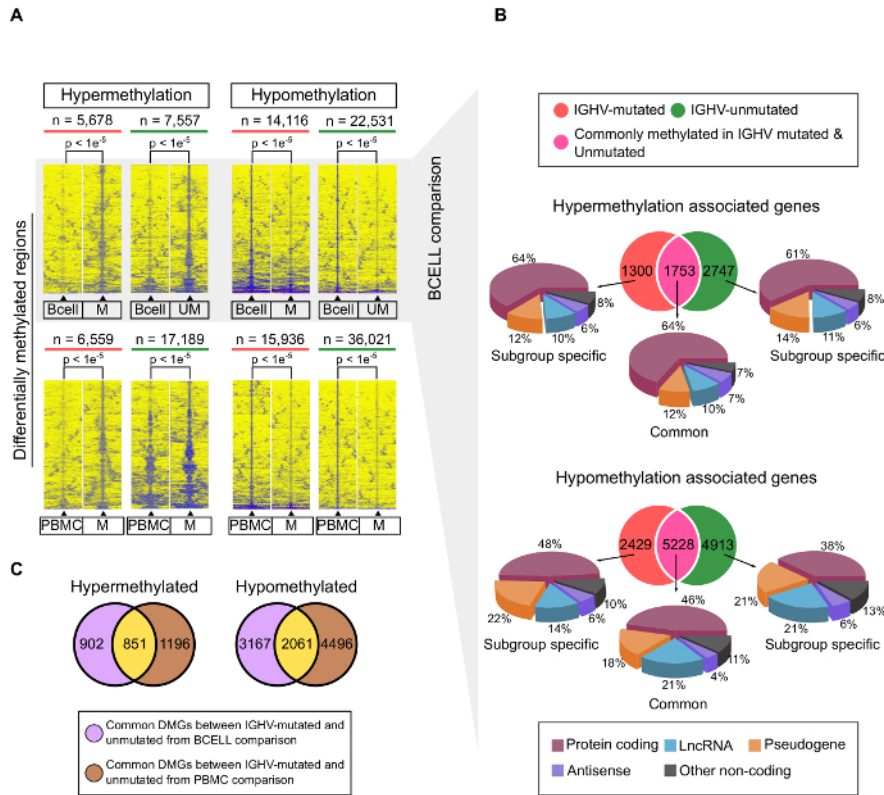 A
Hypermethylation
Hypomethylation
n = 5,678
n = 7,557
n = 14,116
n = 22,531
p < 1e-5
p < 1e-5
p < 1e-5
p < 1e-5
Bcell
M
Bcell
UM
Bcell
M
Bcell
UM
n = 6,559
n = 17,189
n = 15,936
n = 36,021
p < 1e-5
p < 1e-5
p < 1e-5
p < 1e-5
PBMC
M
PBMC
M
PBMC
M
PBMC
M
Differentially methylated regions
BCELL comparison
B
IGHV-mutated
IGHV-unmutated
Commonly methylated in IGHV mutated &
Unmutated
Hypermethylation associated genes
1300
1753
2747
64%
8%
6%
10%
12%
Subgroup specific
64%
7%
7%
10%
12%
Common
61%
8%
6%
11%
14%
Subgroup specific
Hypomethylation associated genes
2429
5228
4913
48%
10%
6%
14%
22%
Subgroup specific
46%
11%
4%
21%
18%
Common
38%
13%
6%
21%
21%
Subgroup specific
Protein coding
LncRNA
Pseudogene
Antisense
Other non-coding
C
Hypermethylated
Hypomethylated
902
851
1196
3167
2061
4496
Common DMGs between IGHV-mutated and
unmutated from BCELL comparison
Common DMGs between IGHV-mutated and
unmutated from PBMC comparison